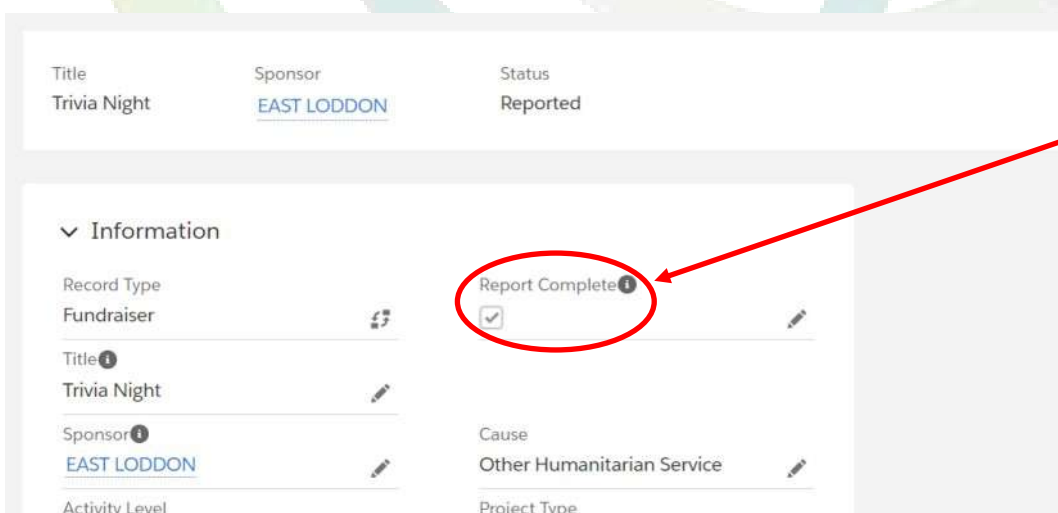 Title Sponsor Status
Trivia Night EAST LODDON Reported
Information
Record Type Report Complete
Fundraiser
Title
Trivia Night
Sponsor Cause
EAST LODDON Other Humanitarian Service
Activity Level Project Type